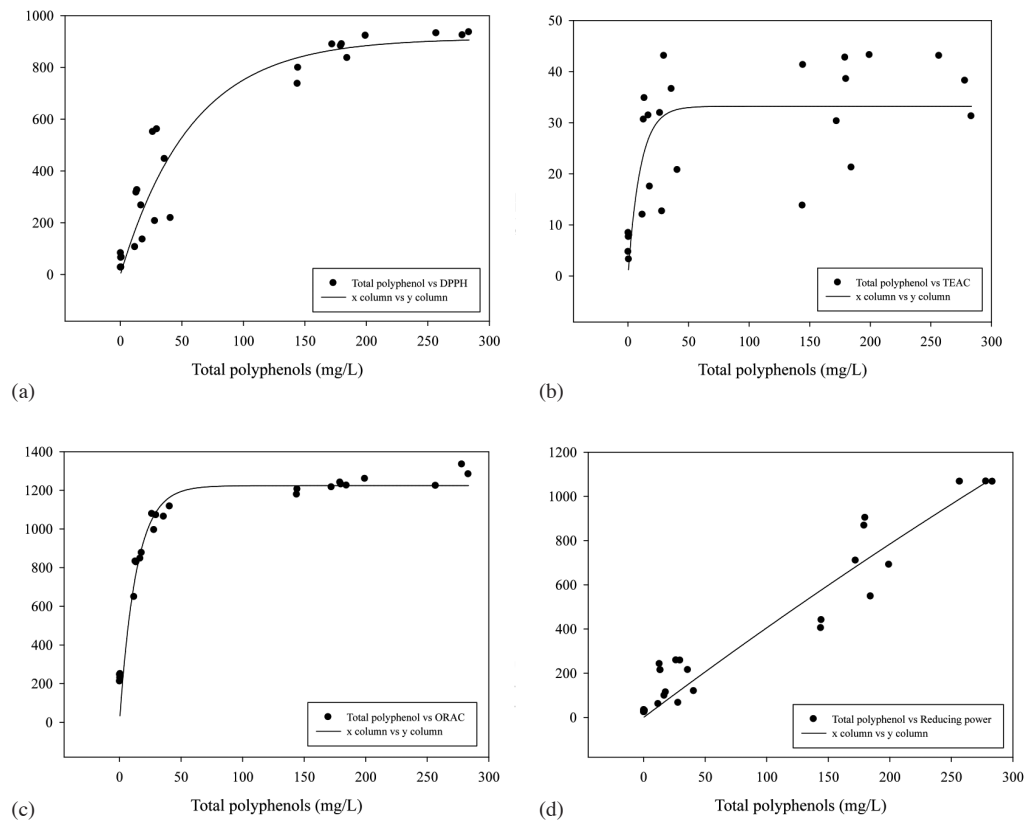 1000
800
600
400
200
0
Total polyphenol vs DPPH
x column vs y column
0 50 100 150 200 250 300
Total polyphenols (mg/L)
(a)
50
40
30
20
10
0
Total polyphenol vs TEAC
x column vs y column
0 50 100 150 200 250 300
Total polyphenols (mg/L)
(b)
1400
1200
1000
800
600
400
200
0
Total polyphenol vs ORAC
x column vs y column
0 50 100 150 200 250 300
Total polyphenols (mg/L)
(c)
1200
1000
800
600
400
200
0
Total polyphenol vs Reducing power
x column vs y column
0 50 100 150 200 250 300
Total polyphenols (mg/L)
(d)